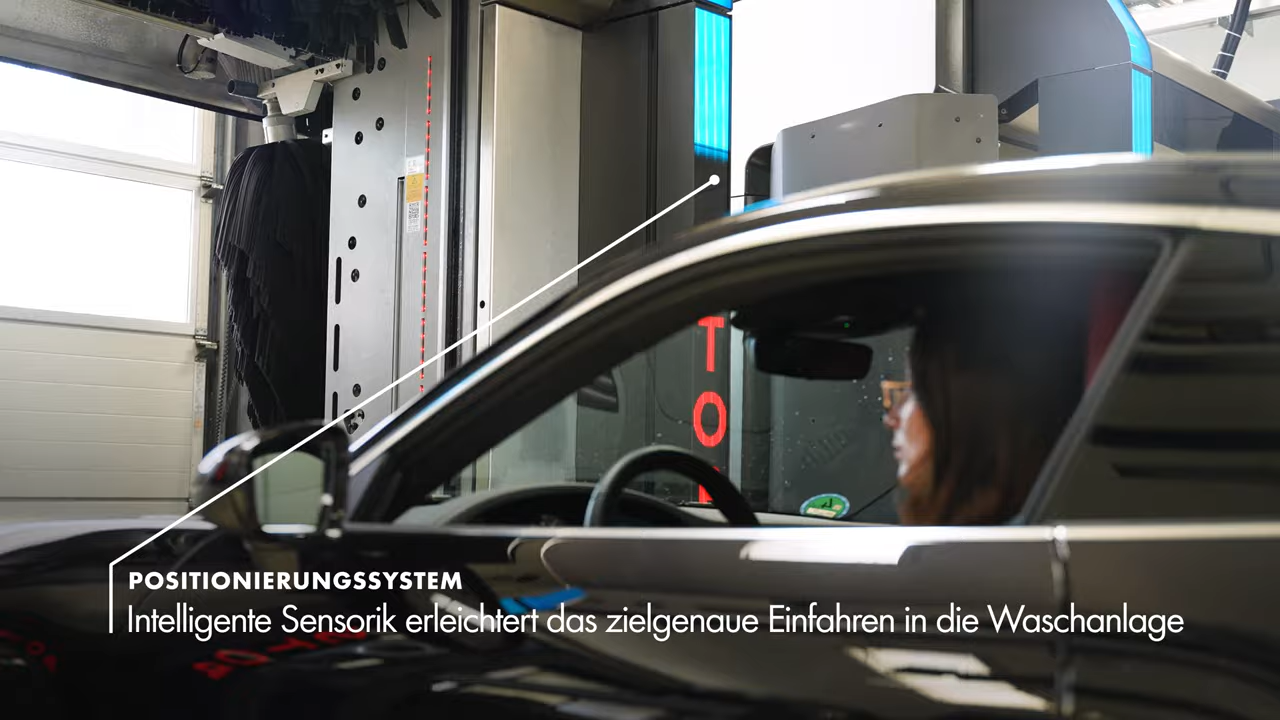 TO
POSITIONIERUNGSSYSTEM
Intelligente Sensorik erleichtert das zielgenaue Einfahren in die Waschanlage